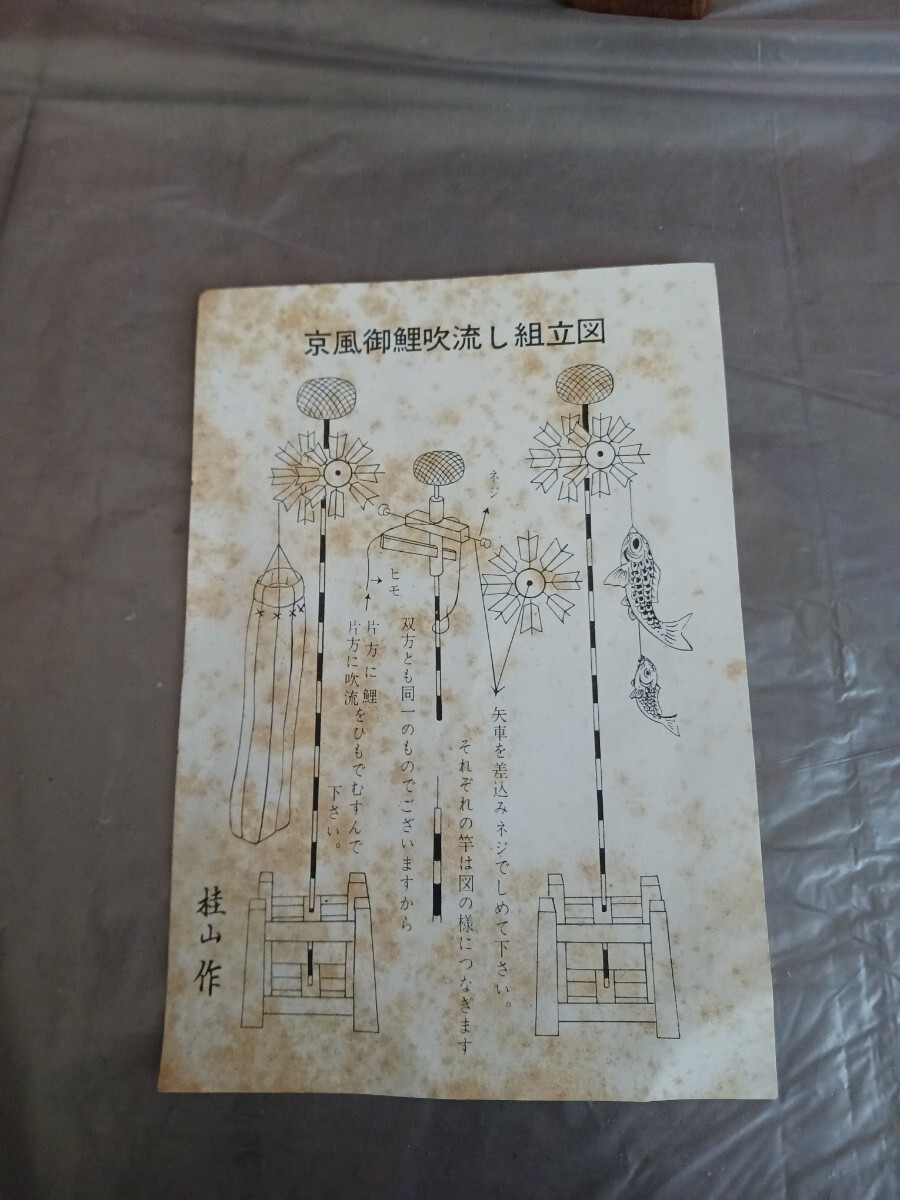 京風御鯉吹流し組立図
ネジ
矢車を差込みネジでしめて下さい。
それぞれの竿は図の様につなぎます
双方とも同一のものでございますから
ヒモ
片方に鯉
片方に吹流をひもでむすんで
下さい。
桂山作